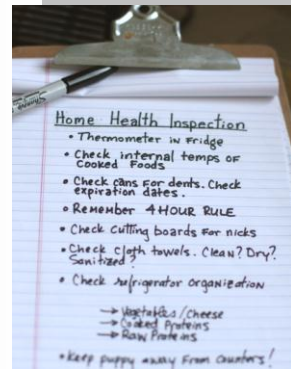 Home Health Inspection
• Thermometer in Fridge
• Check internal temps of
Cooked Foods
• Check cans For dents. Check
expiration dates.
• Remember 4 HOUR RULE
• Check cutting boards For nicks
• Check cloth towels. Clean? Dry?
Sanitized?
• Check refrigerator organization
→ Vegetables/Cheese
→ Cooked Proteins
→ Raw Proteins
• Keep puppy away From counters!
Sharpie